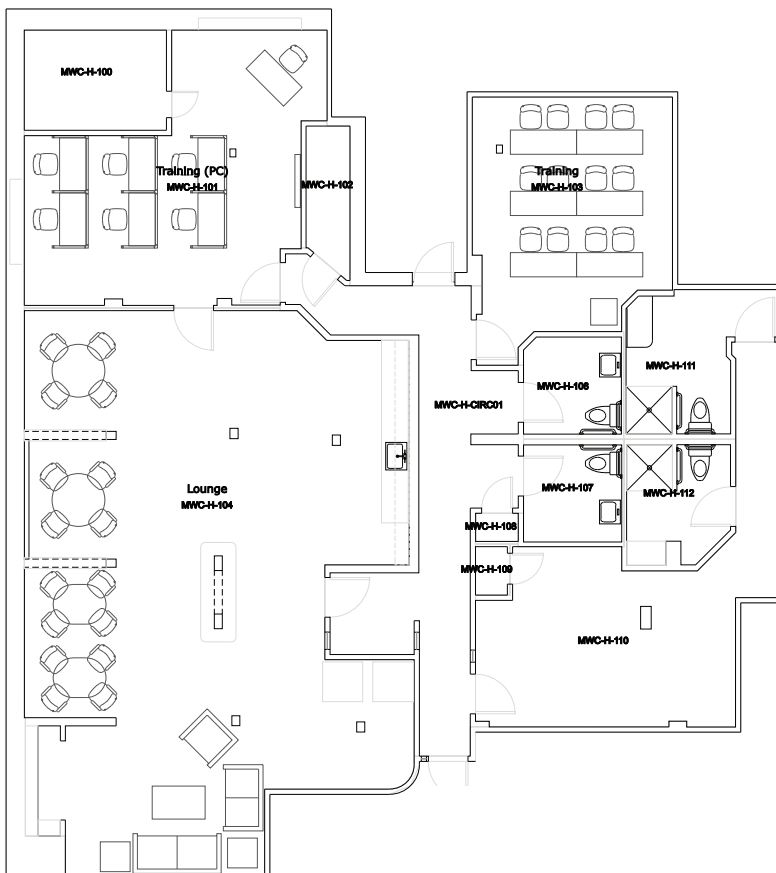 MWC-H-100
Training (PC)
MWC-H-101
MWC-H-102
Training
MWC-H-103
MWC-H-111
MWC-H-106
MWC-H-CIRC01
MWC-H-107
MWC-H-112
Lounge
MWC-H-104
MWC-H-108
MWC-H-109
MWC-H-110